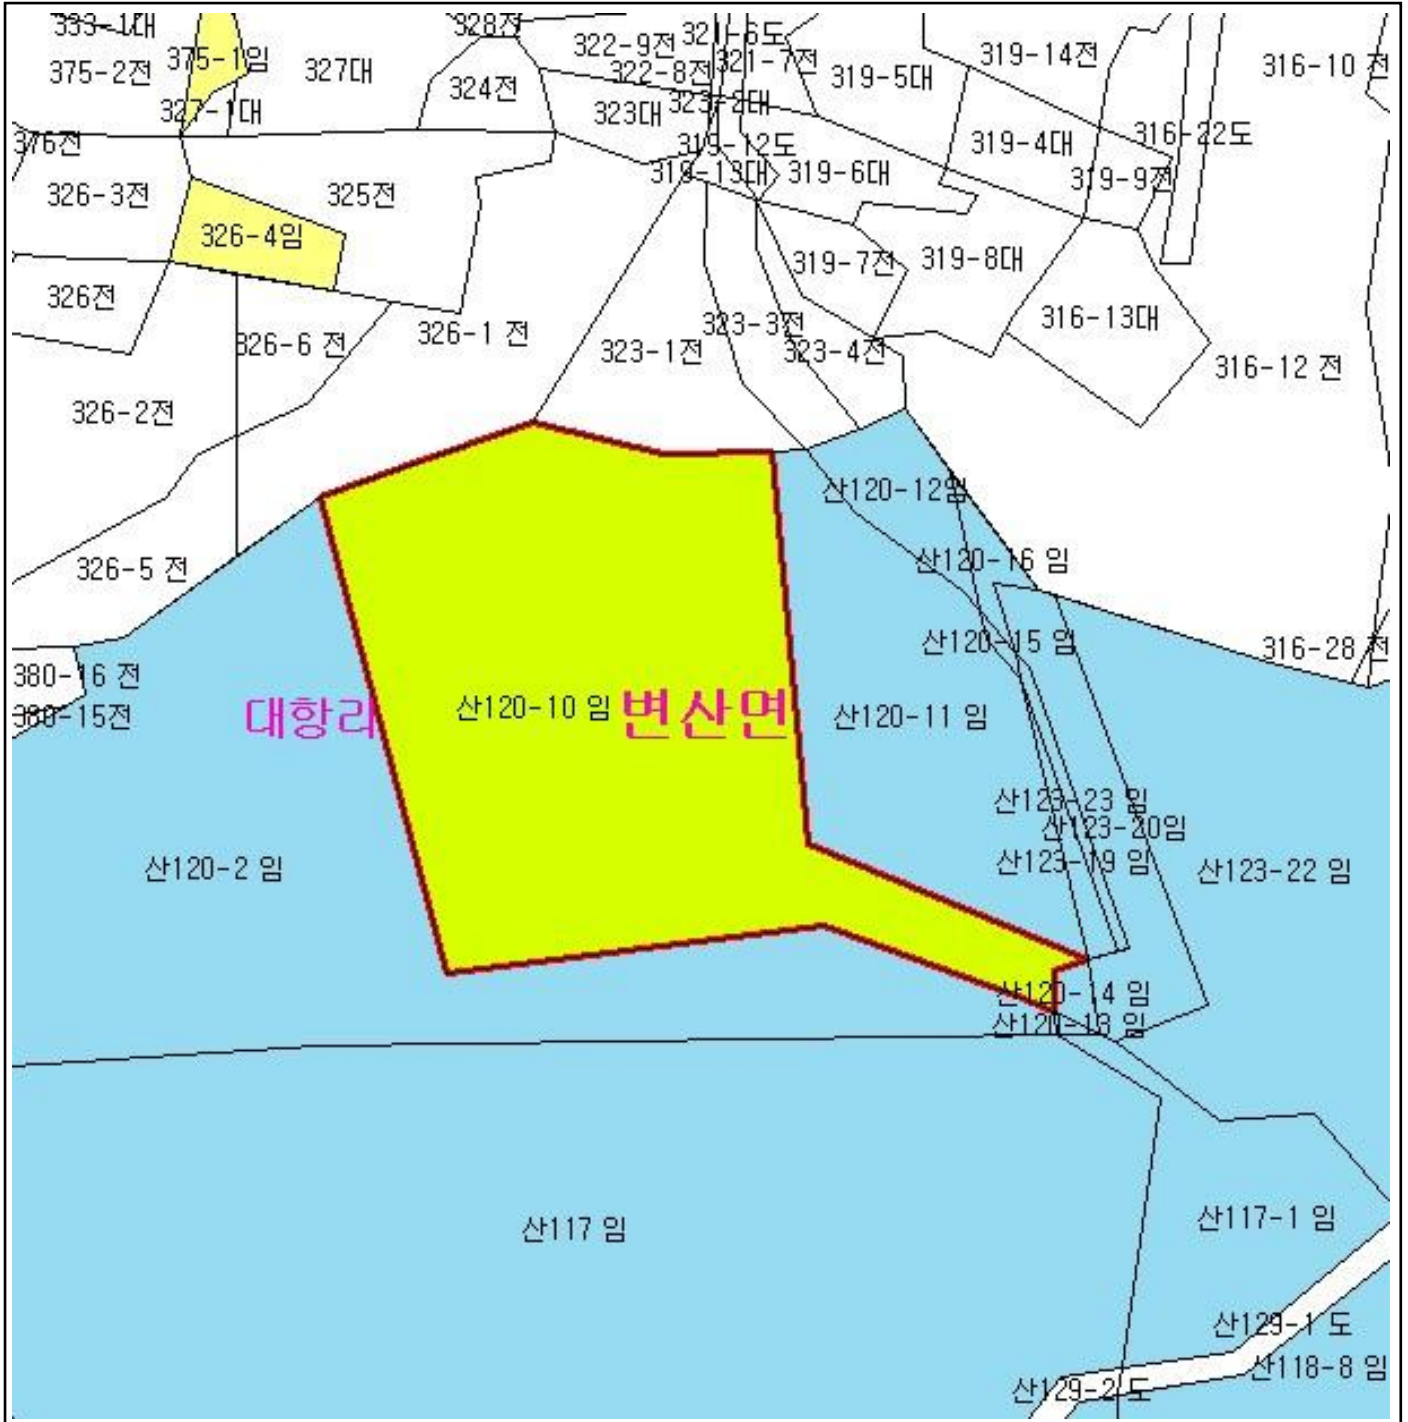 333-1대
328전
322-9전
321-6도
319-14전
375-2전
375-1임
327대
322-8전
321-7전
319-5대
316-10 전
324전
327-1대
323대
323-2대
376전
319-12도
319-4대
316-22도
319-13대
319-6대
319-9전
326-3전
325전
326-4임
319-7전
319-8대
326전
316-13대
326-6 전
326-1 전
323-3전
323-1전
323-4전
316-12 전
326-2전
산120-12임
326-5 전
산120-16 임
산120-15 임
316-28 전
380-16 전
380-15전
대항리
산120-10 임
변산면
산120-11 임
산123-23 임
산123-20임
산120-2 임
산123-19 임
산123-22 임
산120-14 임
산120-13 임
산117 임
산117-1 임
산129-1 도
산118-8 임
산129-2 도